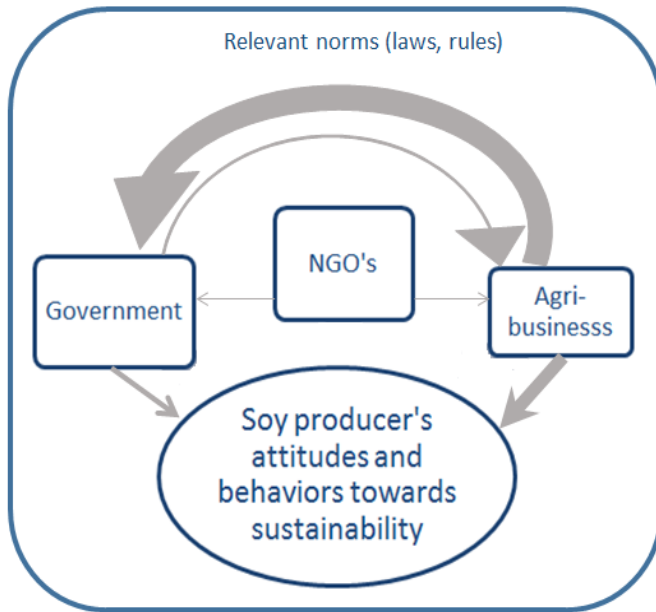 Relevant norms (laws, rules)
NGO's
Government
Agri-
businesss
Soy producer's
attitudes and
behaviors towards
sustainability